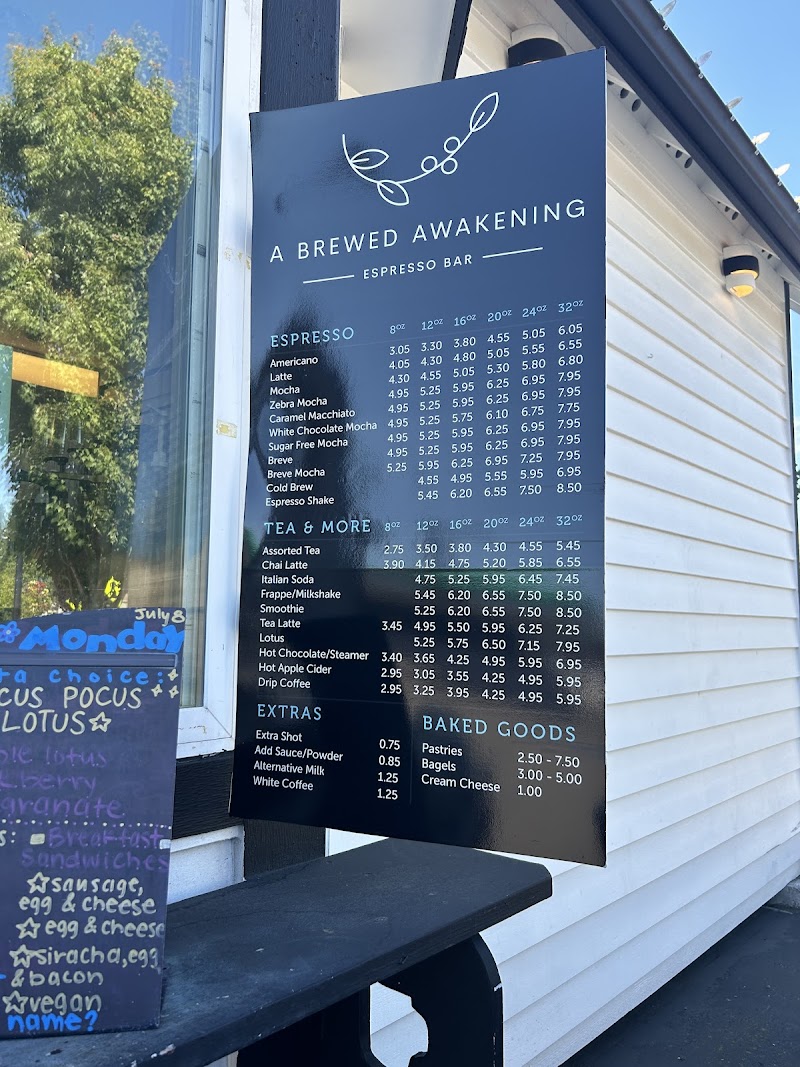 A BREWED AWAKENING
ESPRESSO BAR
ESPRESSO 8oz 12oz 16oz 20oz 24oz 32oz
Americano 3.05 3.30 3.80 4.55 5.05 6.05
Latte 4.05 4.30 4.80 5.05 5.55 6.55
Mocha 4.30 4.55 5.05 5.30 5.80 6.80
Zebra Mocha 4.95 5.25 5.95 6.25 6.95 7.95
Caramel Macchiato 4.95 5.25 5.95 6.25 6.95 7.95
White Chocolate Mocha 4.95 5.25 5.75 6.10 6.75 7.75
Sugar Free Mocha 4.95 5.25 5.95 6.25 6.95 7.95
Breve 4.95 5.25 5.95 6.25 6.95 7.95
Breve Mocha 5.25 5.95 6.25 6.95 7.25 7.95
Cold Brew 4.55 4.95 5.55 5.95 6.95
Espresso Shake 5.45 6.20 6.55 7.50 8.50
TEA & MORE 8oz 12oz 16oz 20oz 24oz 32oz
Assorted Tea 2.75 3.50 3.80 4.30 4.55 5.45
Chai Latte 3.90 4.15 4.75 5.20 5.85 6.55
Italian Soda 4.75 5.25 5.95 6.45 7.45
Frappe/Milkshake 5.45 6.20 6.55 7.50 8.50
Smoothie 5.25 6.20 6.55 7.50 8.50
Tea Latte 3.45 4.95 5.50 5.95 6.25 7.25
Lotus 5.25 5.75 6.50 7.15 7.95
Hot Chocolate/Steamer 3.40 3.65 4.25 4.95 5.95 6.95
Hot Apple Cider 2.95 3.05 3.55 4.25 4.95 5.95
Drip Coffee 2.95 3.25 3.95 4.25 4.95 5.95
EXTRAS
Extra Shot 0.75
Add Sauce/Powder 0.85
Alternative Milk 1.25
White Coffee 1.25
BAKED GOODS
Pastries 2.50 - 7.50
Bagels 3.00 - 5.00
Cream Cheese 1.00
July 8
Monday
choice:
CUS POCUS
LOTUS
lotus
berry
granate
Breakfast
Sandwiches
sausage,
egg & cheese
egg & cheese
siracha, egg
& bacon
vegan
name?